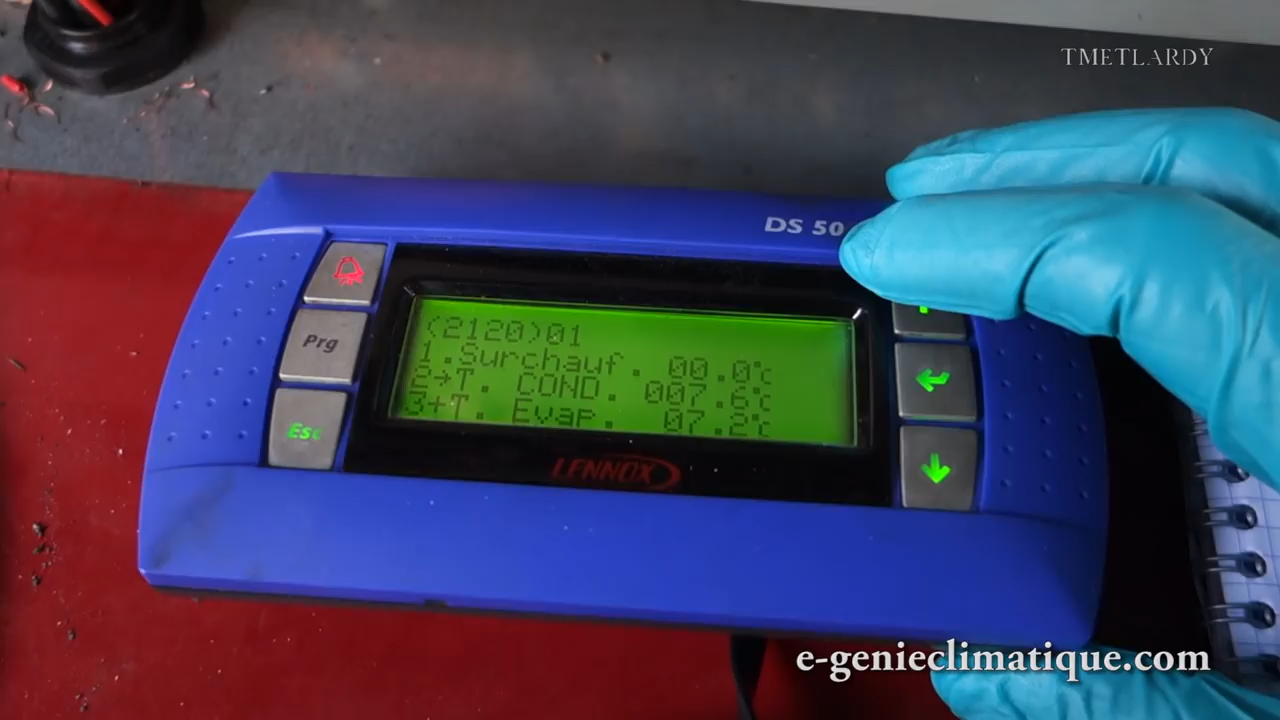 TMETLARDY
DS 50
Prg
Esc
(2120)01
1.Surchauf. 00.0°c
2→T. COND. 007.6°c
3+T. Evap. 07.2°c
LENNOX
e-genieclimatique.com